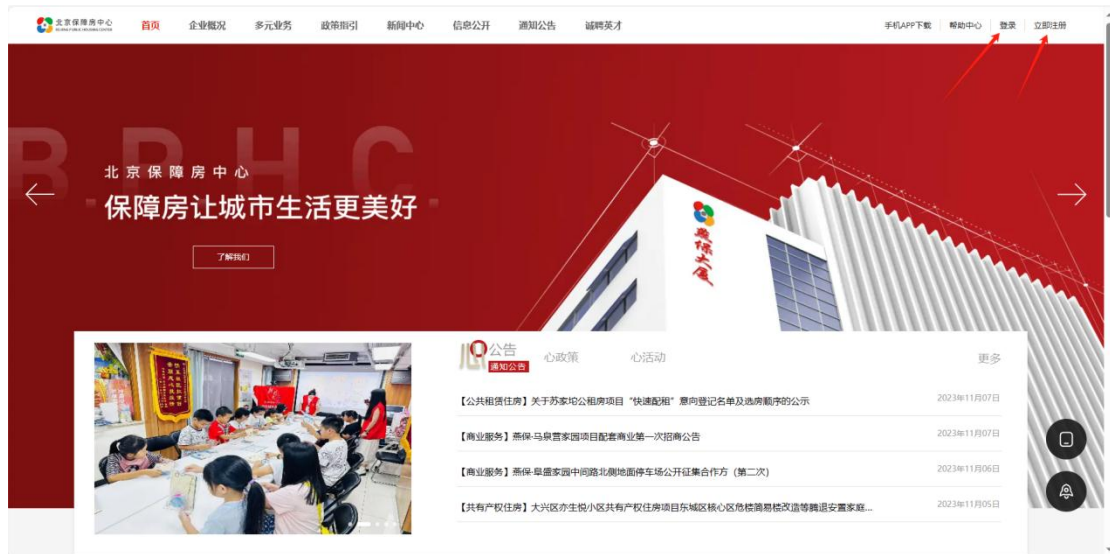 北京保障房中心
首页
企业概况
多元业务
政策指引
新闻中心
信息公开
通知公告
诚聘英才
手机APP下载
帮助中心
登录
立即注册
BPHC
北京保障房中心
保障房让城市生活更美好
了解我们
燕保大厦
心公告
通知公告
心政策
心活动
更多
【公共租赁住房】关于苏家坨公租房项目“快速配租”意向登记名单及选房顺序的公示
2023年11月07日
【商业服务】燕保·马泉营家园项目配套商业第一次招商公告
2023年11月07日
【商业服务】燕保·阜盛家园中间路北侧地面停车场公开征集合作方（第二次）
2023年11月06日
【共有产权住房】大兴区亦生悦小区共有产权住房项目东城区核心区危楼简易楼改造等腾退安置家庭...
2023年11月05日